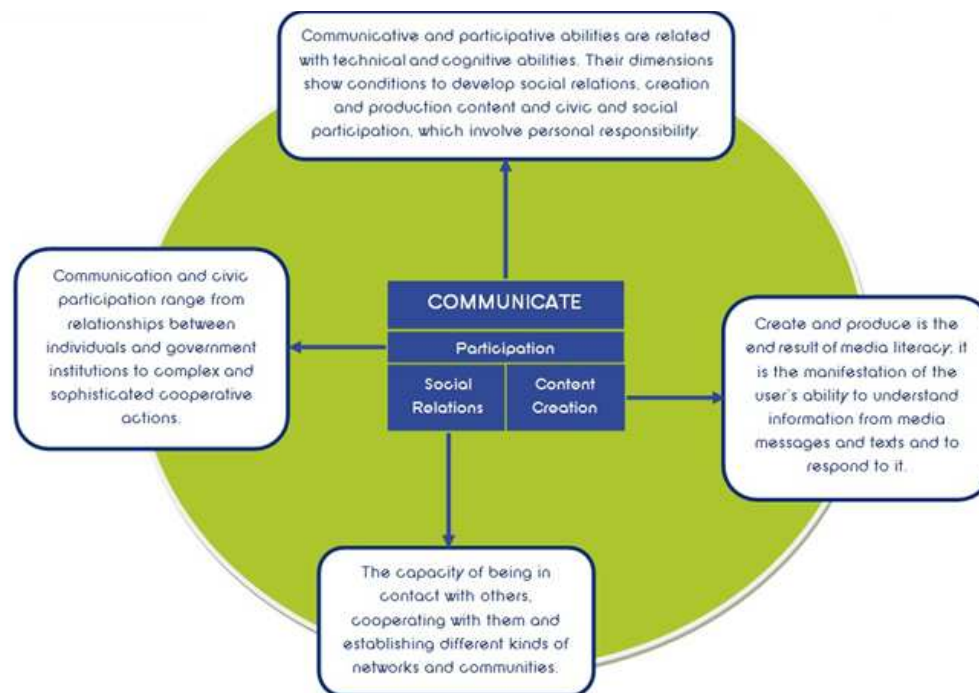 Communicative and participative abilities are related
with technical and cognitive abilities. Their dimensions
show conditions to develop social relations, creation
and production content and civic and social
participation, which involve personal responsibility.
Communication and civic
participation range from
relationships between
individuals and government
institutions to complex and
sophisticated cooperative
actions.
COMMUNICATE
Participation
Social
Relations
Content
Creation
Create and produce is the
end result of media literacy; it
is the manifestation of the
user's ability to understand
information from media
messages and texts and to
respond to it.
The capacity of being in
contact with others,
cooperating with them and
establishing different kinds of
networks and communities.